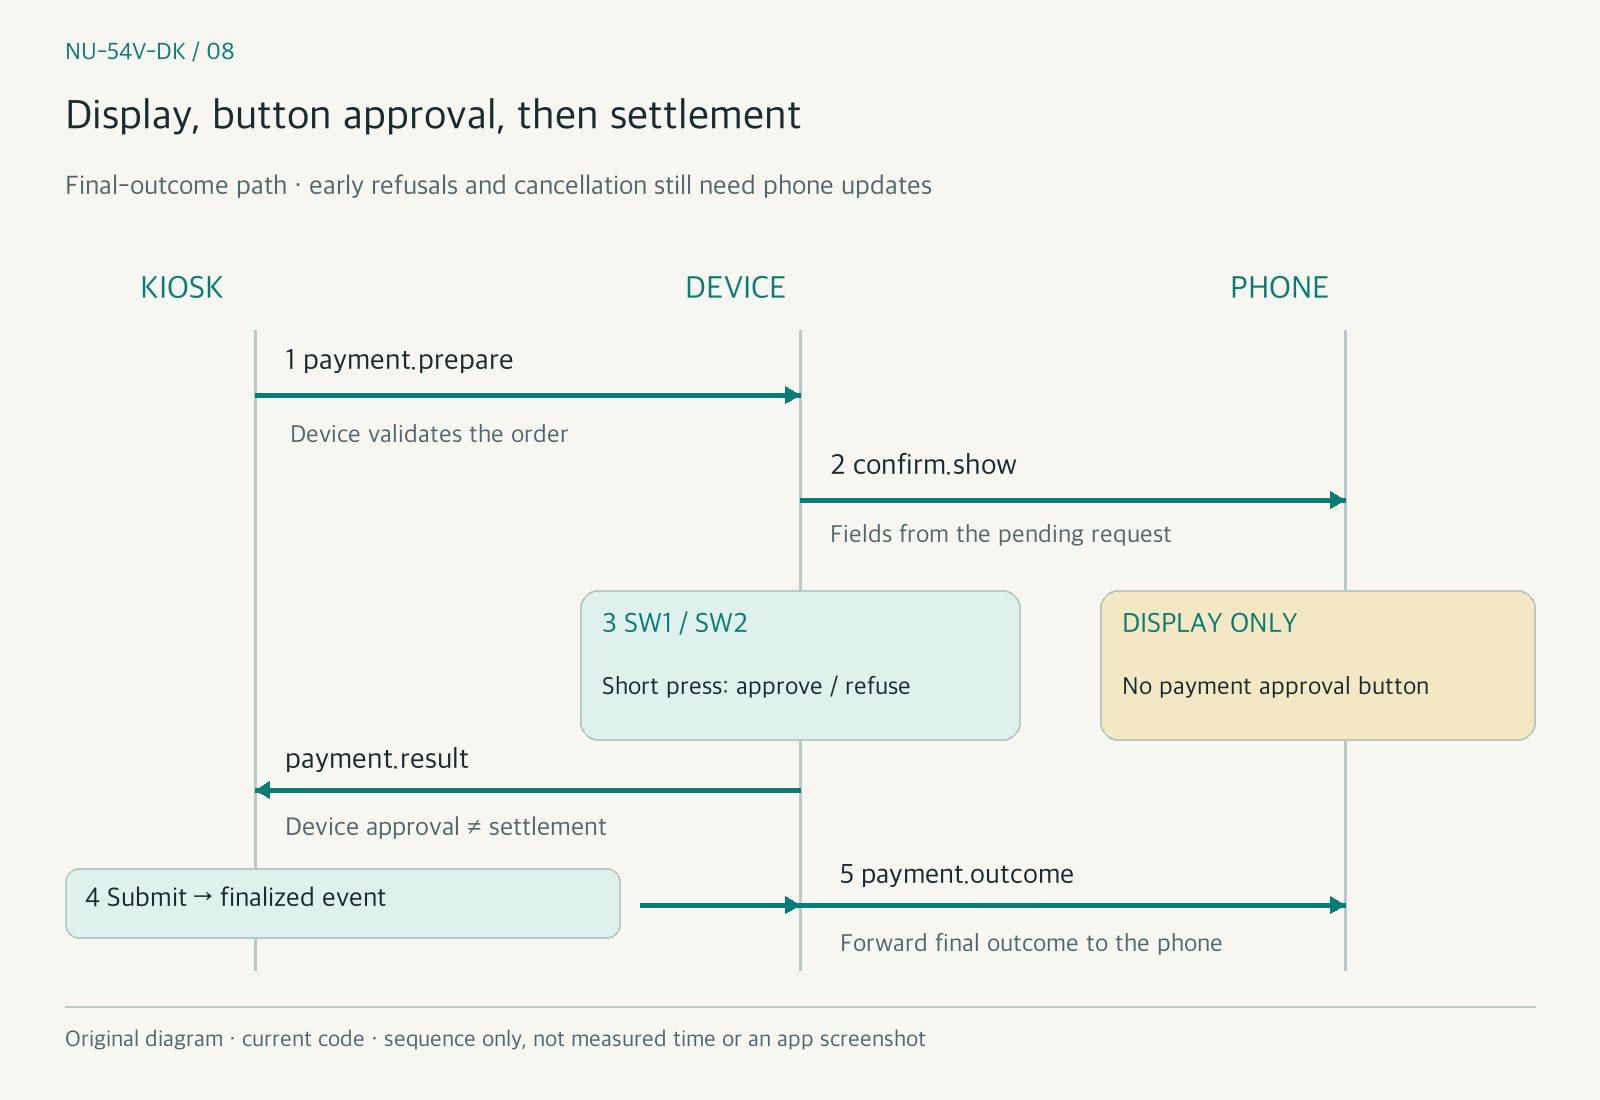 NU-54V-DK / 08
Display, button approval, then settlement
Final-outcome path · early refusals and cancellation still need phone updates
KIOSK
DEVICE
PHONE
1 payment.prepare
Device validates the order
2 confirm.show
Fields from the pending request
3 SW1 / SW2
Short press: approve / refuse
DISPLAY ONLY
No payment approval button
payment.result
Device approval ≠ settlement
4 Submit → finalized event
5 payment.outcome
Forward final outcome to the phone
Original diagram · current code · sequence only, not measured time or an app screenshot